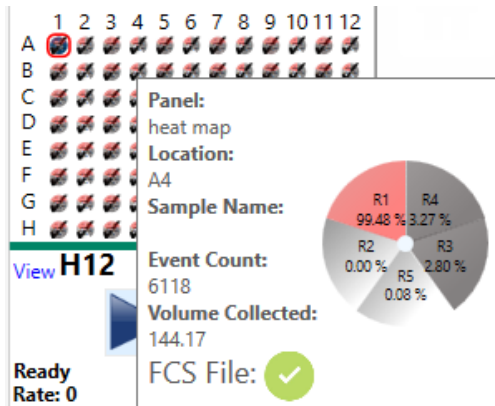 1 2 3 4 5 6 7 8 9 10 11 12
A
B
C
D
E
F
G
H
View H12
Ready
Rate: 0
Panel:
heat map
Location:
A4
Sample Name:
Event Count:
6118
Volume Collected:
144.17
FCS File:
R1
99.48 %
R4
3.27 %
R2
0.00 %
R3
2.80 %
R5
0.08 %